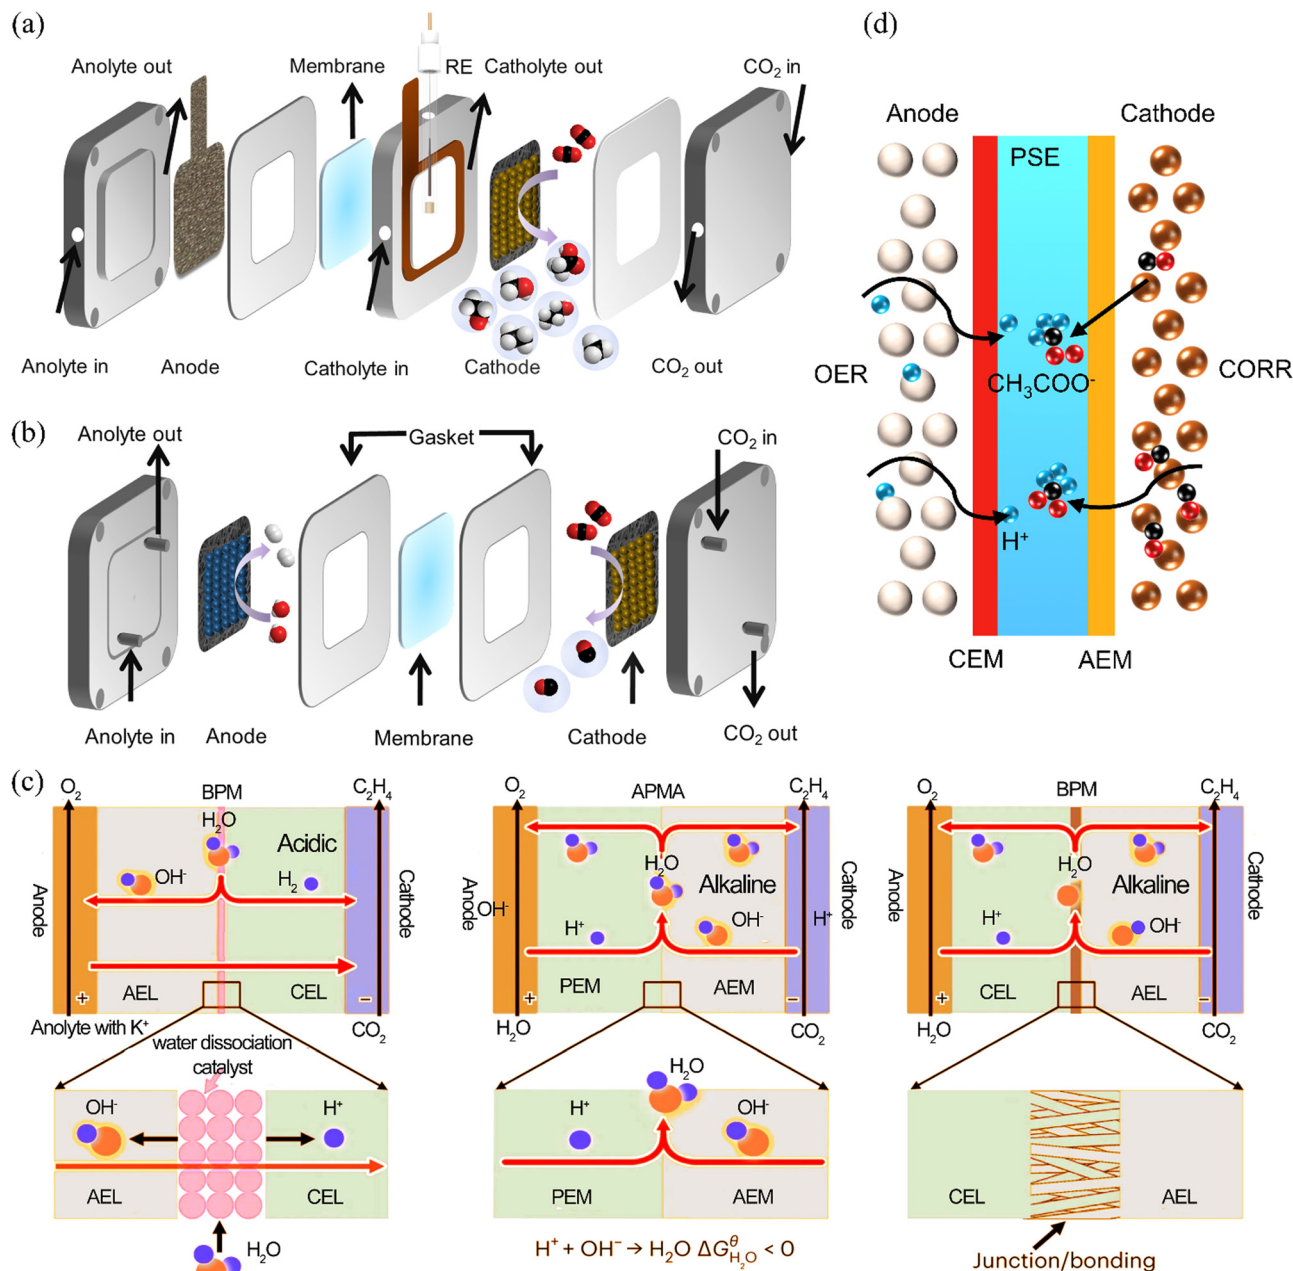 (a)
Anolyte out
Membrane
RE
Catholyte out
CO₂ in
Anolyte in
Anode
Catholyte in
Cathode
CO₂ out
(b)
Anolyte out
Gasket
CO₂ in
Anolyte in
Anode
Membrane
Cathode
CO₂ out
(d)
Anode
Cathode
PSE
OER
CH₃COO⁻
CORR
H⁺
CEM
AEM
(c)
O₂
BPM
C₂H₄
H₂O
Acidic
OH⁻
H₂
Anode
Cathode
+
AEL
CEL
−
Anolyte with K⁺
CO₂
water dissociation
catalyst
OH⁻
H⁺
AEL
CEL
H₂O
O₂
APMA
C₂H₄
H₂O
Alkaline
Anode
OH⁻
Cathode
H⁺
H⁺
OH⁻
PEM
AEM
+
−
H₂O
CO₂
H₂O
H⁺
OH⁻
PEM
AEM
H⁺ + OH⁻ → H₂O ΔG^θ_H₂O < 0
O₂
BPM
C₂H₄
H₂O
Alkaline
Anode
Cathode
H⁺
OH⁻
CEL
AEL
+
−
H₂O
CO₂
CEL
AEL
Junction/bonding